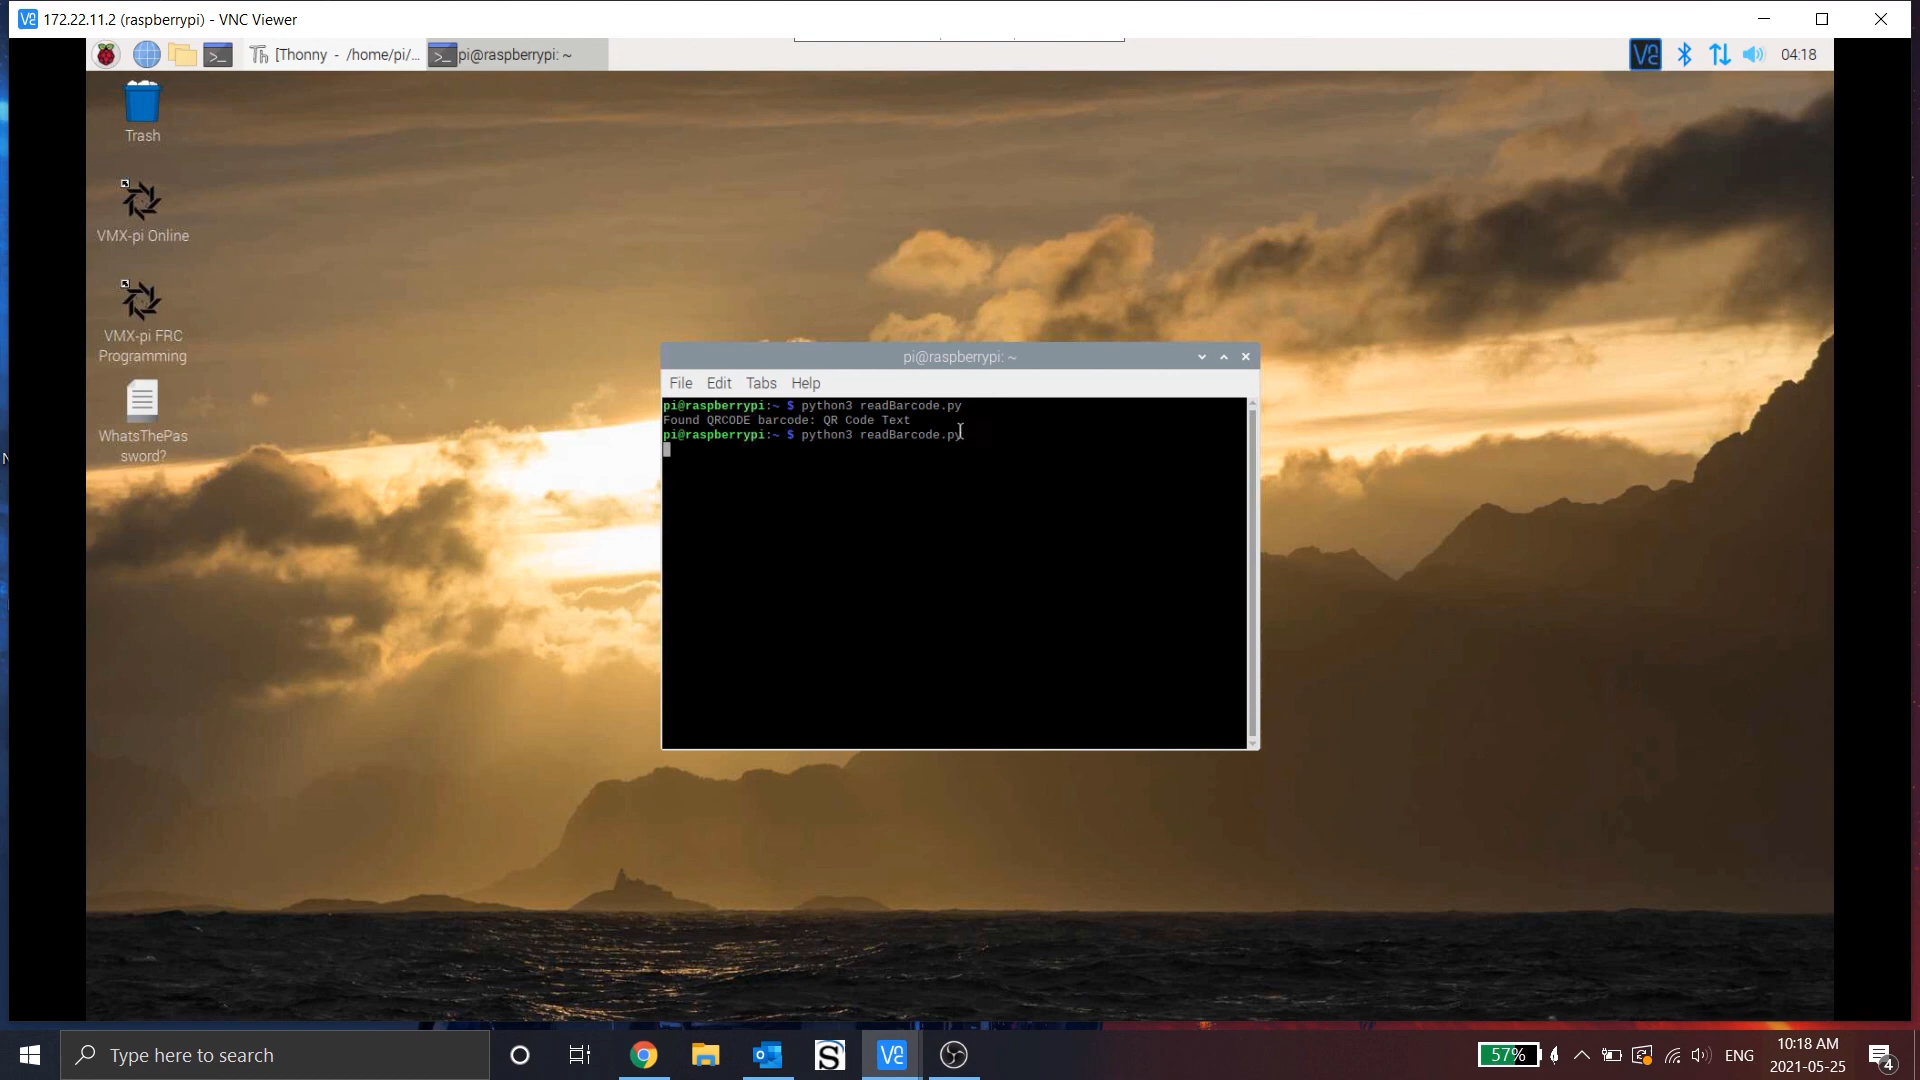 172.22.11.2 (raspberrypi) - VNC Viewer
[Thonny - /home/pi/...
pi@raspberrypi: ~
04:18
Trash
VMX-pi Online
VMX-pi FRC
Programming
WhatsThePas
sword?
pi@raspberrypi: ~
File Edit Tabs Help
pi@raspberrypi:~ $ python3 readBarcode.py
Found QRCODE barcode: QR Code Text
pi@raspberrypi:~ $ python3 readBarcode.py
Type here to search
57%
ENG
10:18 AM
2021-05-25
4